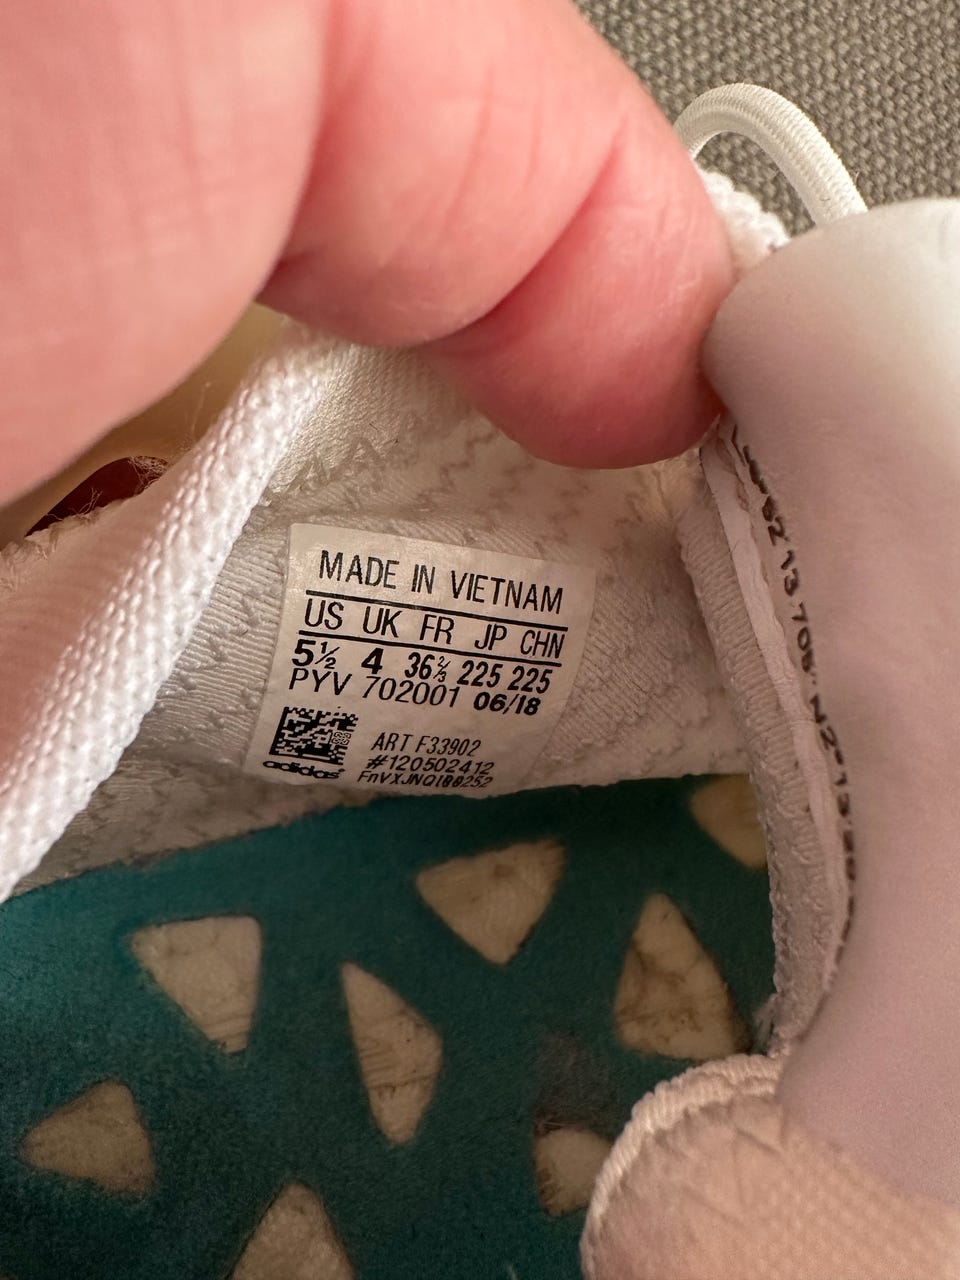 MADE IN VIETNAM
US UK FR JP CHN
5½ 4 36⅔ 225 225
PYV 702001 06/18
ART F33902
#120502412
adidas